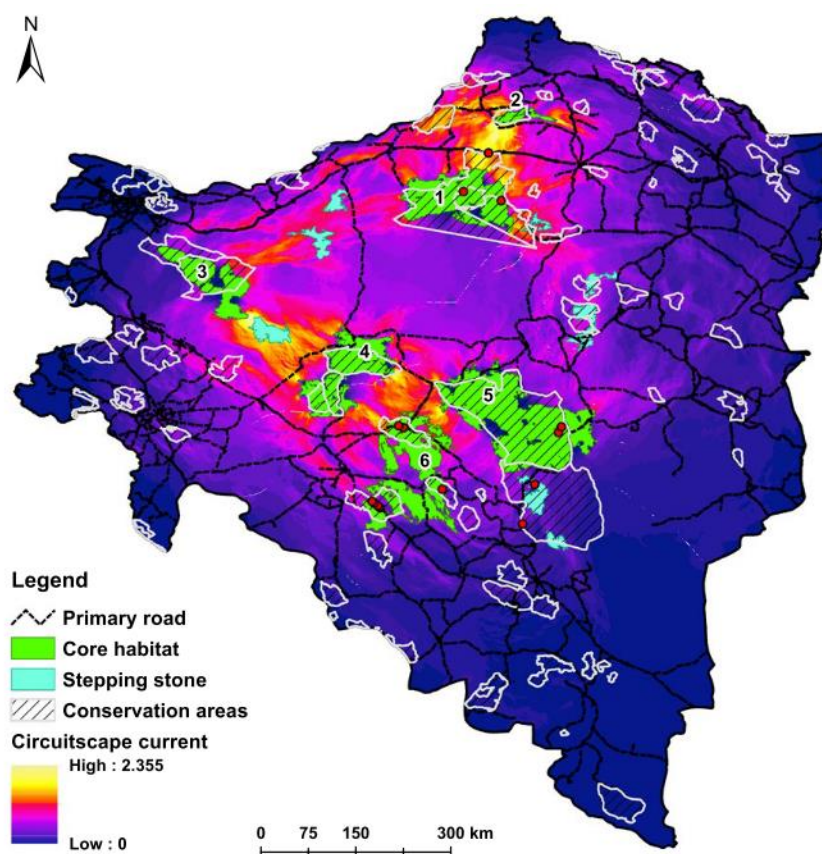 N
2
1
3
4
5
6
Legend
Primary road
Core habitat
Stepping stone
Conservation areas
Circuitscape current
High : 2.355
Low : 0
0 75 150 300 km